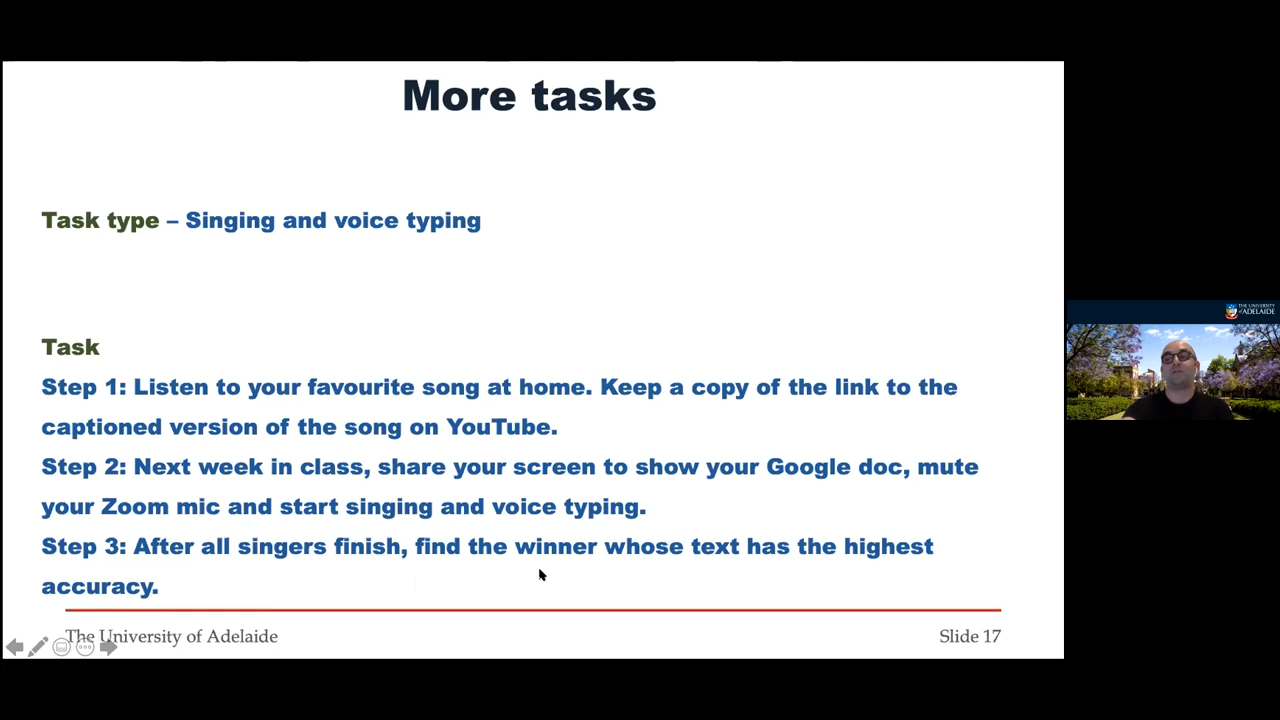 More tasks
Task type – Singing and voice typing
Task
Step 1: Listen to your favourite song at home. Keep a copy of the link to the
captioned version of the song on YouTube.
Step 2: Next week in class, share your screen to show your Google doc, mute
your Zoom mic and start singing and voice typing.
Step 3: After all singers finish, find the winner whose text has the highest
accuracy.
The University of Adelaide
Slide 17
THE UNIVERSITY
of ADELAIDE